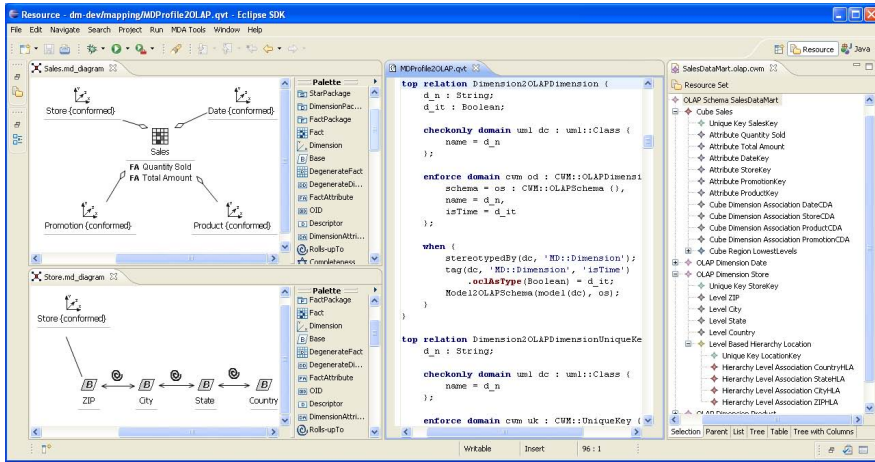 Resource - dm-dev/mapping/MDProfile2OLAP.qvt - Eclipse SDK
File Edit Navigate Search Project Run MDA Tools Window Help
Resource Java
Sales.md_diagram
Store {conformed}
Date {conformed}
Sales
FA Quantity Sold
FA Total Amount
Promotion {conformed}
Product {conformed}
Palette
StarPackage
DimensionPac...
FactPackage
Fact
Dimension
Base
DegenerateFact
DegenerateDi...
FactAttribute
OID
Descriptor
DimensionAttri...
Rolls-upTo
Completeness
Store.md_diagram
Store {conformed}
ZIP
City
State
Country
Palette
FactPackage
Fact
Dimension
Base
DegenerateFact
DegenerateDi...
FactAttribute
OID
Descriptor
DimensionAttri...
Rolls-upTo
MDProfile2OLAP.qvt
top relation Dimension2OLAPDimension {
d_n : String;
d_it : Boolean;
checkonly domain uml dc : uml::Class {
name = d_n
};
enforce domain cwm od : CWM::OLAPDimensi
schema = os : CWM::OLAPSchema {},
name = d_n,
isTime = d_it
};
when {
stereotypedBy(dc, 'MD::Dimension');
tag(dc, 'MD::Dimension', 'isTime')
.oclAsType(Boolean) = d_it;
Model2OLAPSchema(model(dc), os);
}
}
top relation Dimension2OLAPDimensionUniqueKe
d_n : String;
checkonly domain uml dc : uml::Class {
name = d_n
};
enforce domain cwm uk : CWM::UniqueKey {
SalesDataMart.olap.cwm
Resource Set
OLAP Schema SalesDataMart
Cube Sales
Unique Key SalesKey
Attribute Quantity Sold
Attribute Total Amount
Attribute DateKey
Attribute StoreKey
Attribute PromotionKey
Attribute ProductKey
Cube Dimension Association DateCDA
Cube Dimension Association StoreCDA
Cube Dimension Association ProductCDA
Cube Dimension Association PromotionCDA
Cube Region LowestLevels
OLAP Dimension Date
OLAP Dimension Store
Unique Key StoreKey
Level ZIP
Level City
Level State
Level Country
Level Based Hierarchy Location
Unique Key LocationKey
Hierarchy Level Association CountryHLA
Hierarchy Level Association StateHLA
Hierarchy Level Association CityHLA
Hierarchy Level Association ZIPHLA
OLAP Dimension Product
Selection Parent List Tree Table Tree with Columns
Writable Insert 96 : 1